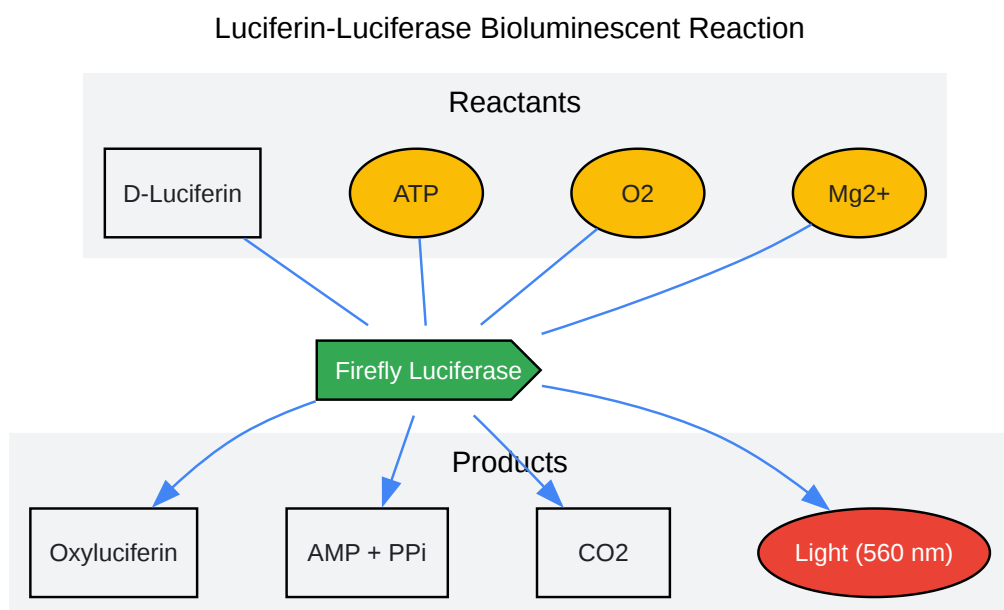 Luciferin-Luciferase Bioluminescent Reaction
Reactants
D-Luciferin
ATP
O2
Mg2+
Firefly Luciferase
Products
Oxyluciferin
AMP + PPi
CO2
Light (560 nm)